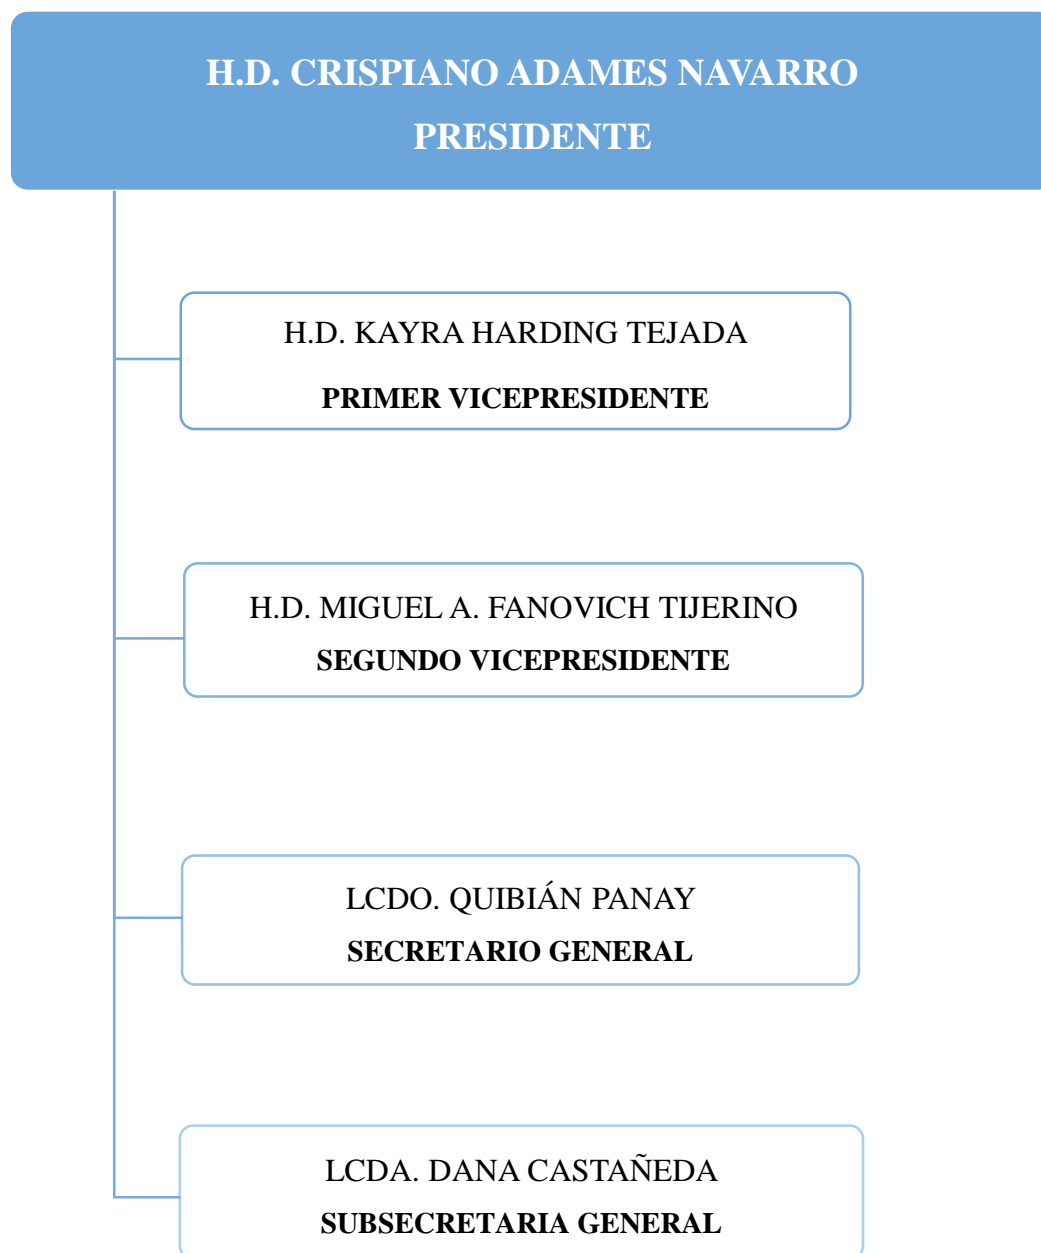 H.D. CRISPIANO ADAMES NAVARRO
PRESIDENTE
H.D. KAYRA HARDING TEJADA
PRIMER VICEPRESIDENTE
H.D. MIGUEL A. FANOVICH TIJERINO
SEGUNDO VICEPRESIDENTE
LCDO. QUIBIÁN PANAY
SECRETARIO GENERAL
LCDA. DANA CASTAÑEDA
SUBSECRETARIA GENERAL